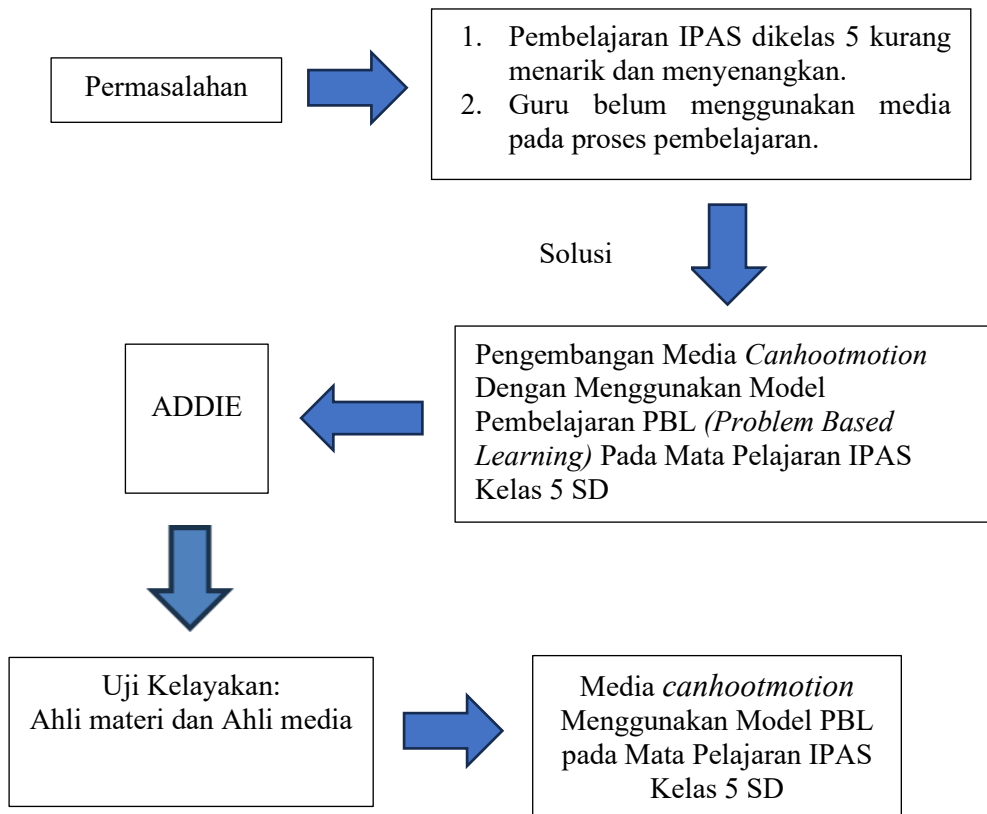 Permasalahan
1. Pembelajaran IPAS dikelas 5 kurang
menarik dan menyenangkan.
2. Guru belum menggunakan media
pada proses pembelajaran.
Solusi
Pengembangan Media Canhootmotion
Dengan Menggunakan Model
Pembelajaran PBL (Problem Based
Learning) Pada Mata Pelajaran IPAS
Kelas 5 SD
ADDIE
Uji Kelayakan:
Ahli materi dan Ahli media
Media canhootmotion
Menggunakan Model PBL
pada Mata Pelajaran IPAS
Kelas 5 SD